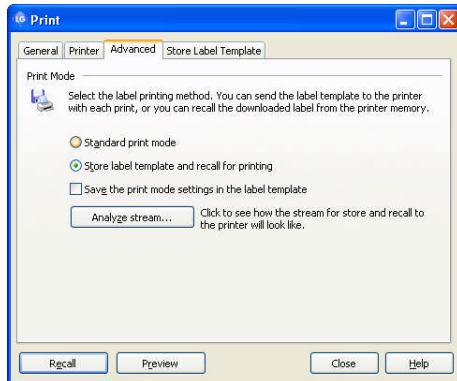 LG Print
General Printer Advanced Store Label Template
Print Mode
Select the label printing method. You can send the label template to the printer
with each print, or you can recall the downloaded label from the printer memory.
Standard print mode
Store label template and recall for printing
Save the print mode settings in the label template
Analyze stream... Click to see how the stream for store and recall to
the printer will look like.
Recall Preview Close Help